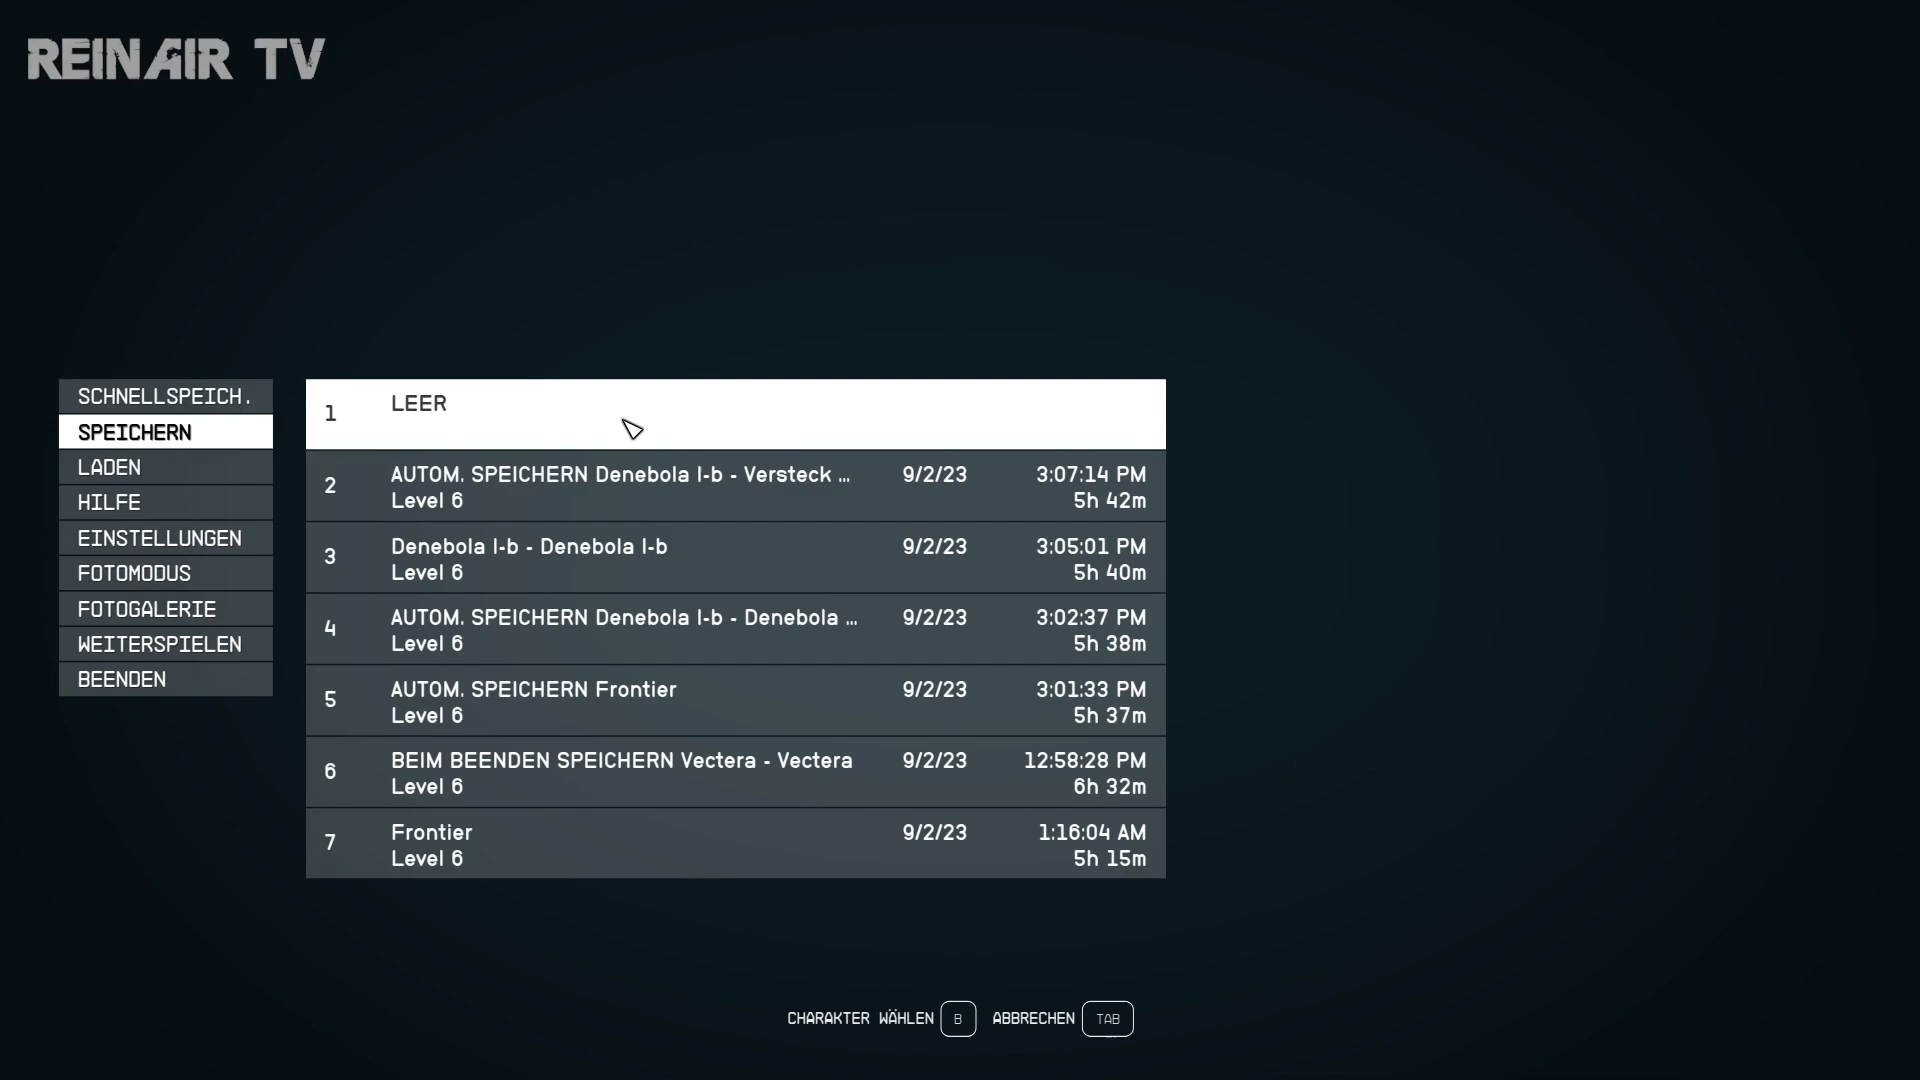 REINAIR TV
SCHNELLSPEICH.
SPEICHERN
LADEN
HILFE
EINSTELLUNGEN
FOTOMODUS
FOTOGALERIE
WEITERSPIELEN
BEENDEN
1 LEER
2 AUTOM. SPEICHERN Denebola I-b - Versteck ... 9/2/23 3:07:14 PM
Level 6 5h 42m
3 Denebola I-b - Denebola I-b 9/2/23 3:05:01 PM
Level 6 5h 40m
4 AUTOM. SPEICHERN Denebola I-b - Denebola ... 9/2/23 3:02:37 PM
Level 6 5h 38m
5 AUTOM. SPEICHERN Frontier 9/2/23 3:01:33 PM
Level 6 5h 37m
6 BEIM BEENDEN SPEICHERN Vectera - Vectera 9/2/23 12:58:28 PM
Level 6 6h 32m
7 Frontier 9/2/23 1:16:04 AM
Level 6 5h 15m
CHARAKTER WÄHLEN B ABBRECHEN TAB